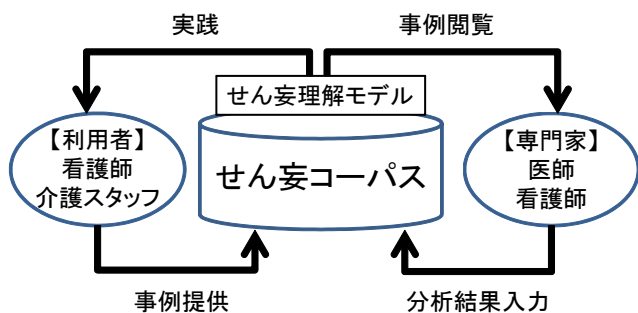 実践
事例閲覧
せん妄理解モデル
【利用者】
看護師
介護スタッフ
せん妄コーパス
【専門家】
医師
看護師
事例提供
分析結果入力